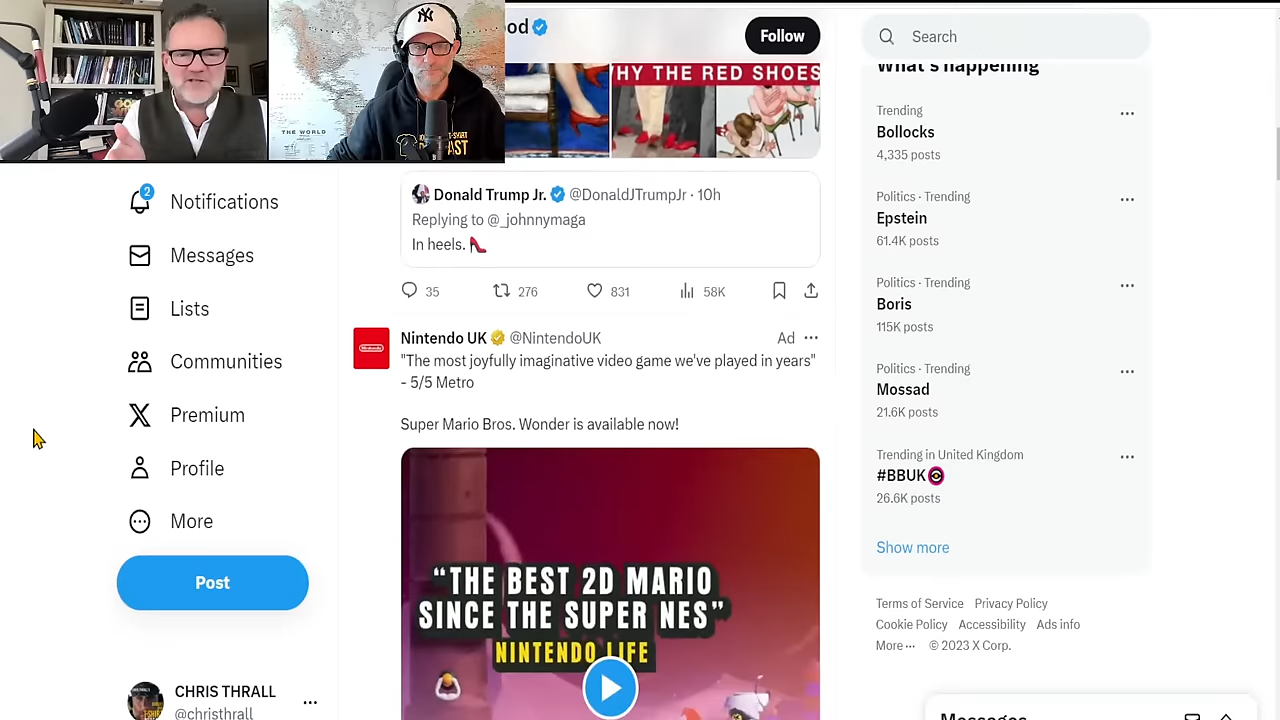 THE WORLD
ood
Follow
HY THE RED SHOES
Donald Trump Jr. @DonaldJTrumpJr · 10h
Replying to @_johnnymaga
In heels.
35 276 831 58K
Nintendo UK @NintendoUK Ad
"The most joyfully imaginative video game we've played in years"
- 5/5 Metro
Super Mario Bros. Wonder is available now!
“THE BEST 2D MARIO
SINCE THE SUPER NES”
NINTENDO LIFE
2
Notifications
Messages
Lists
Communities
Premium
Profile
More
Post
CHRIS THRALL
@christhrall
Search
What's happening
Trending
Bollocks
4,335 posts
Politics · Trending
Epstein
61.4K posts
Politics · Trending
Boris
115K posts
Politics · Trending
Mossad
21.6K posts
Trending in United Kingdom
#BBUK
26.6K posts
Show more
Terms of Service Privacy Policy
Cookie Policy Accessibility Ads info
More ··· © 2023 X Corp.
Messages